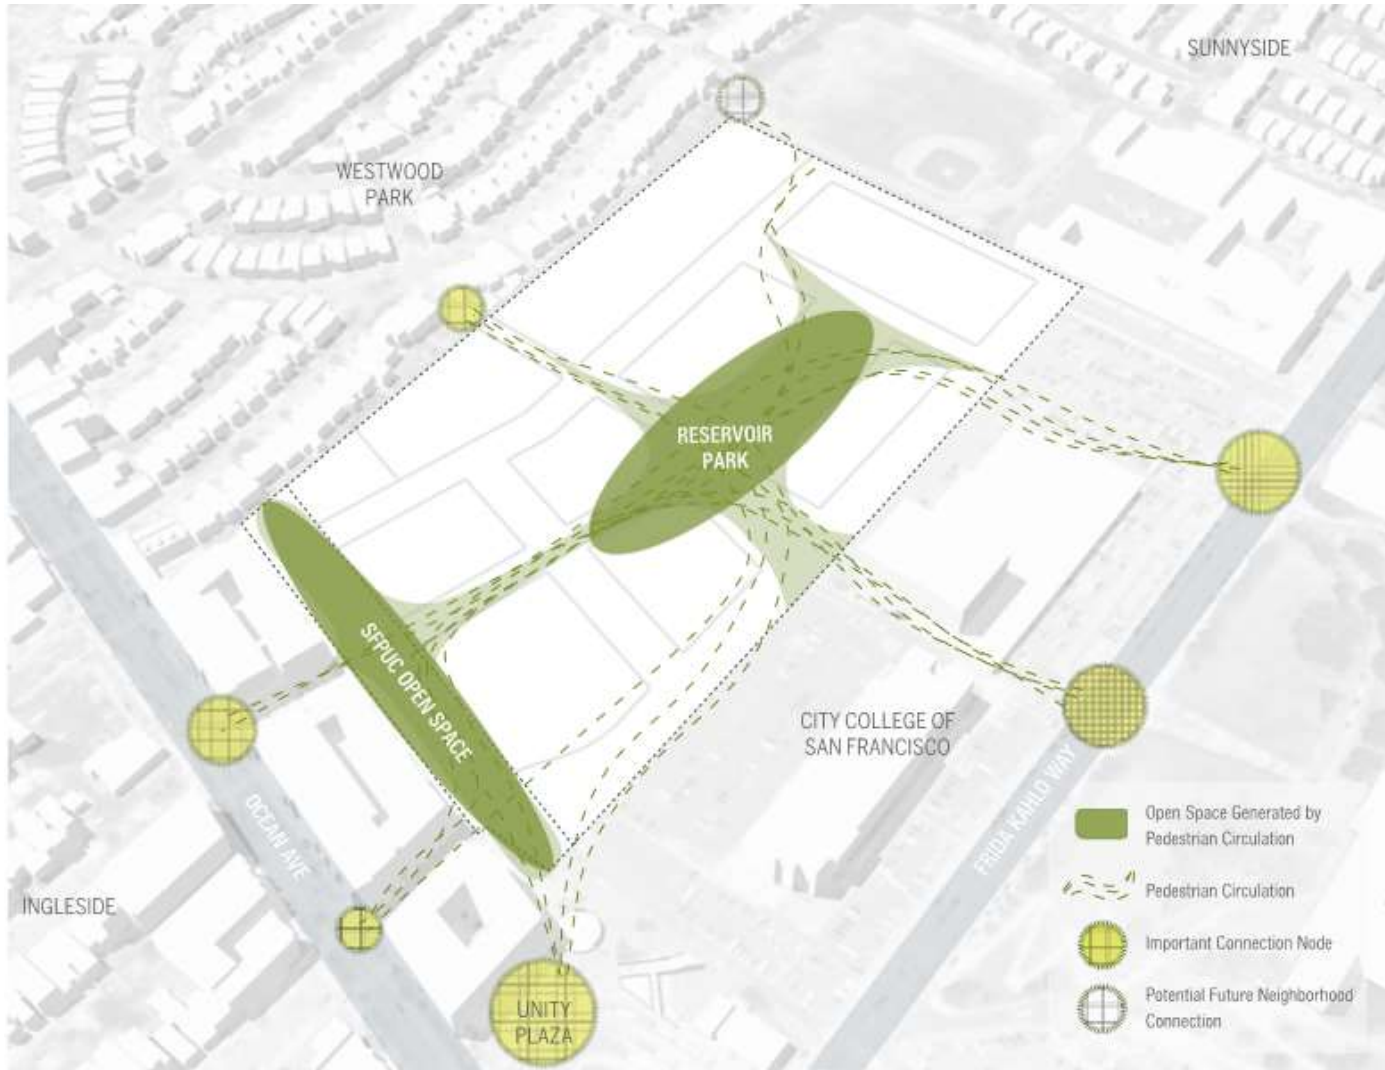 SUNNYSIDE
WESTWOOD
PARK
RESERVOIR
PARK
SFPUC OPEN SPACE
CITY COLLEGE OF
SAN FRANCISCO
OCEAN AVE
FRIDA KAHLO WAY
INGLESIDE
UNITY
PLAZA
Open Space Generated by
Pedestrian Circulation
Pedestrian Circulation
Important Connection Node
Potential Future Neighborhood
Connection